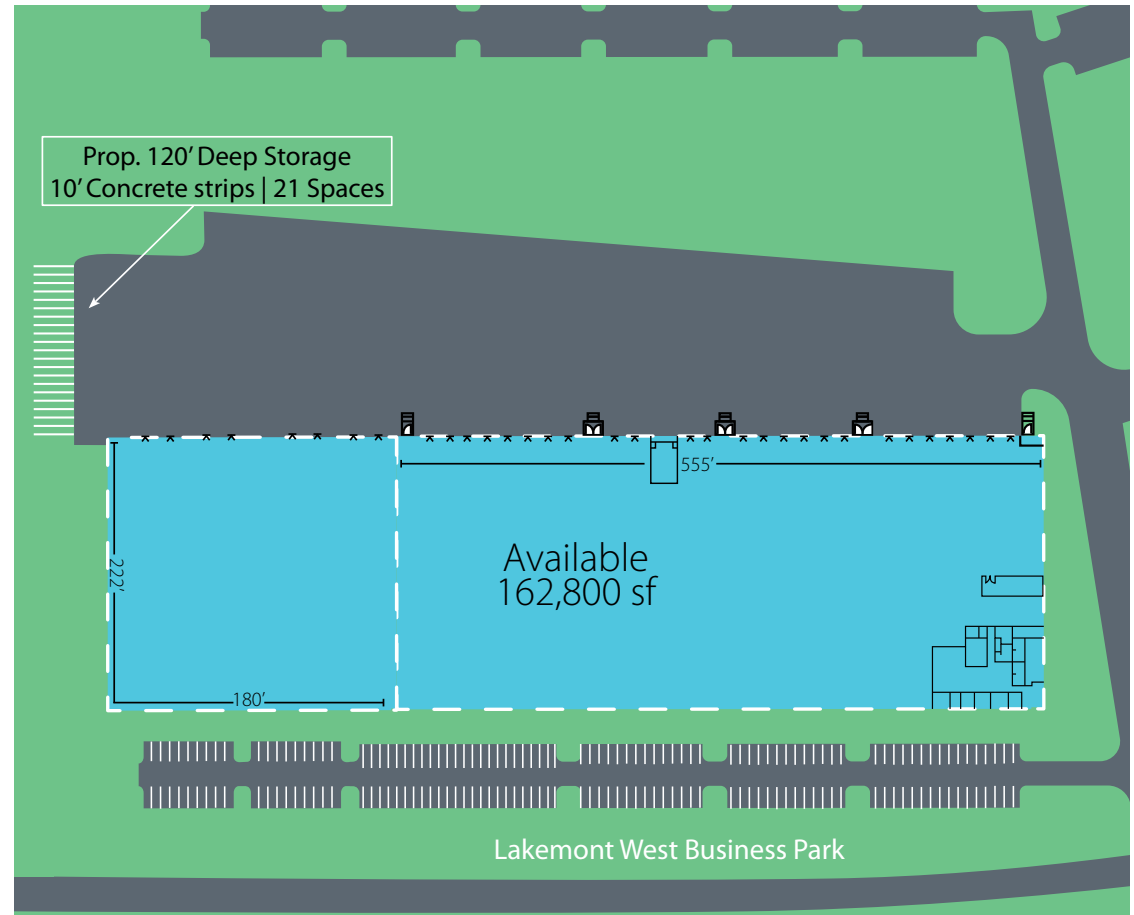 Prop. 120’ Deep Storage
10’ Concrete strips | 21 Spaces
555’
Available
162,800 sf
222’
180’
Lakemont West Business Park